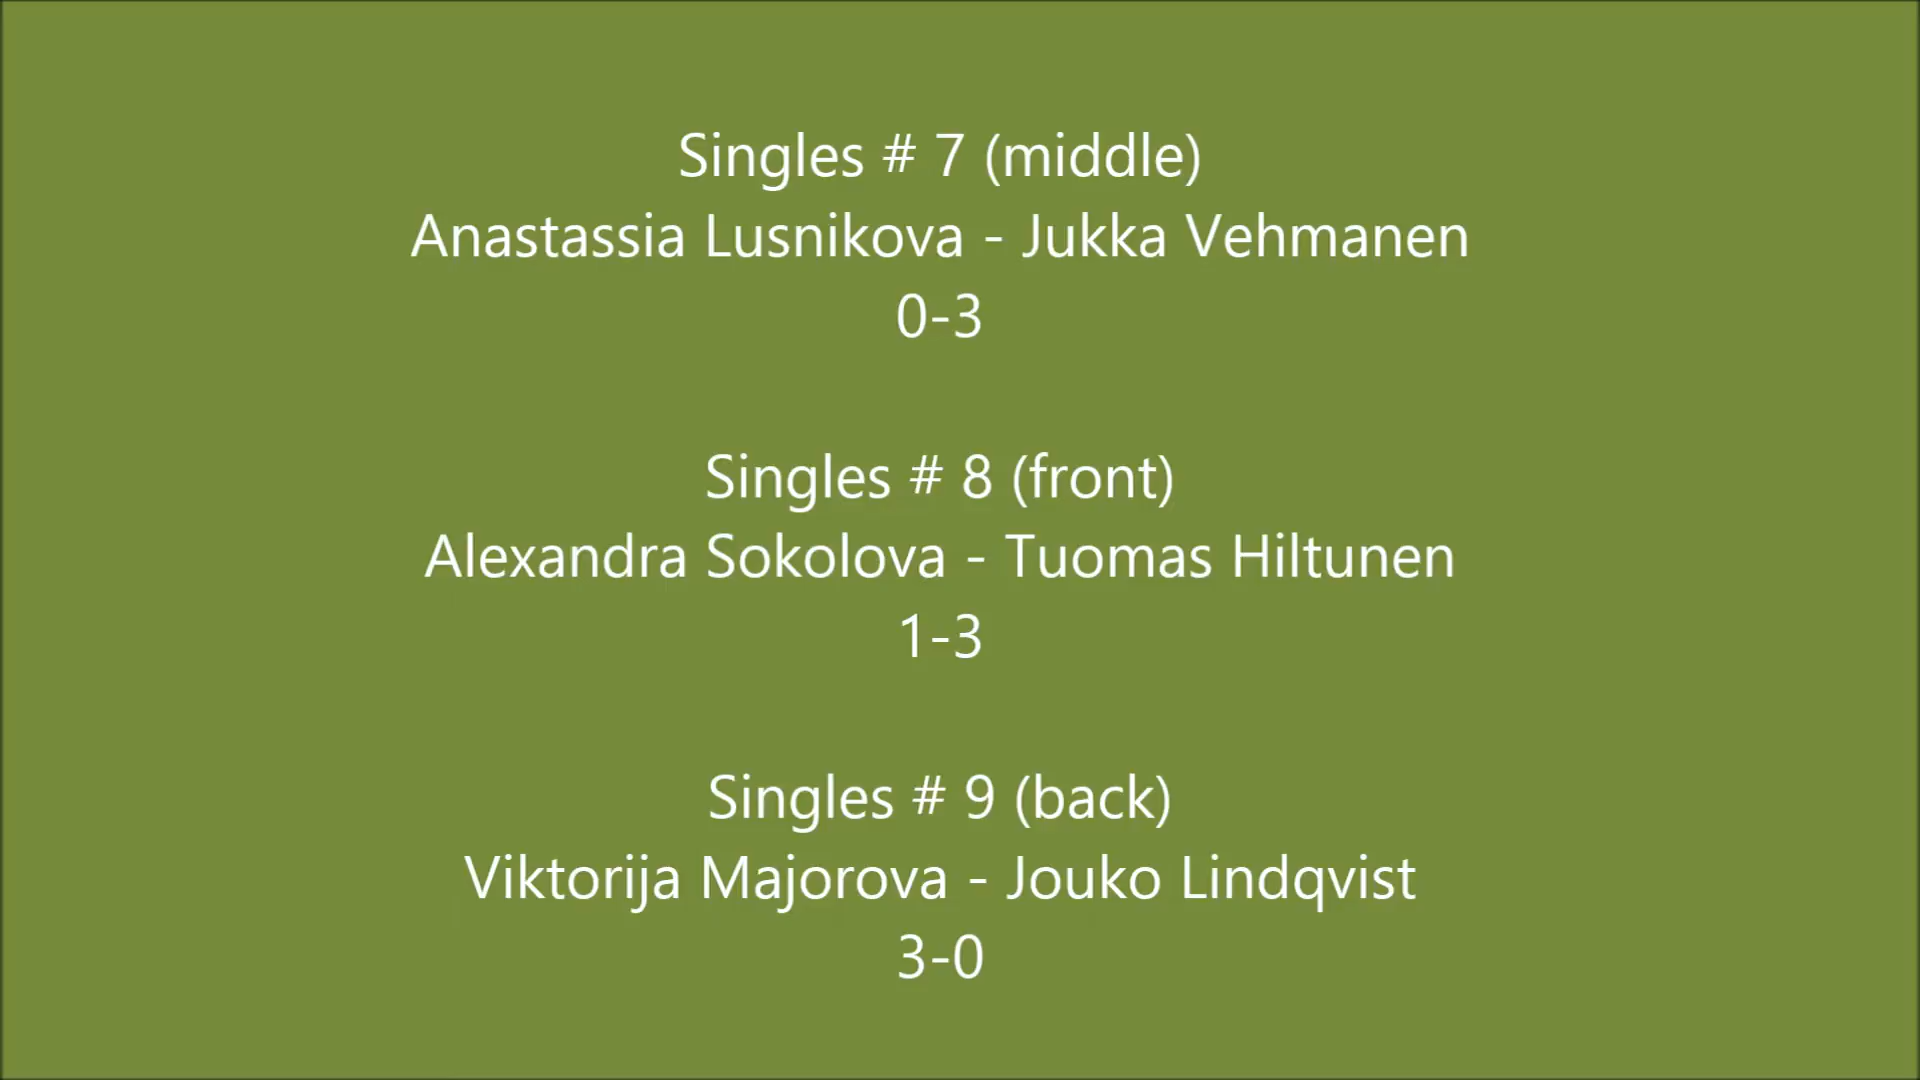 Singles # 7 (middle)
Anastassia Lusnikova - Jukka Vehmanen
0-3
Singles # 8 (front)
Alexandra Sokolova - Tuomas Hiltunen
1-3
Singles # 9 (back)
Viktorija Majorova - Jouko Lindqvist
3-0